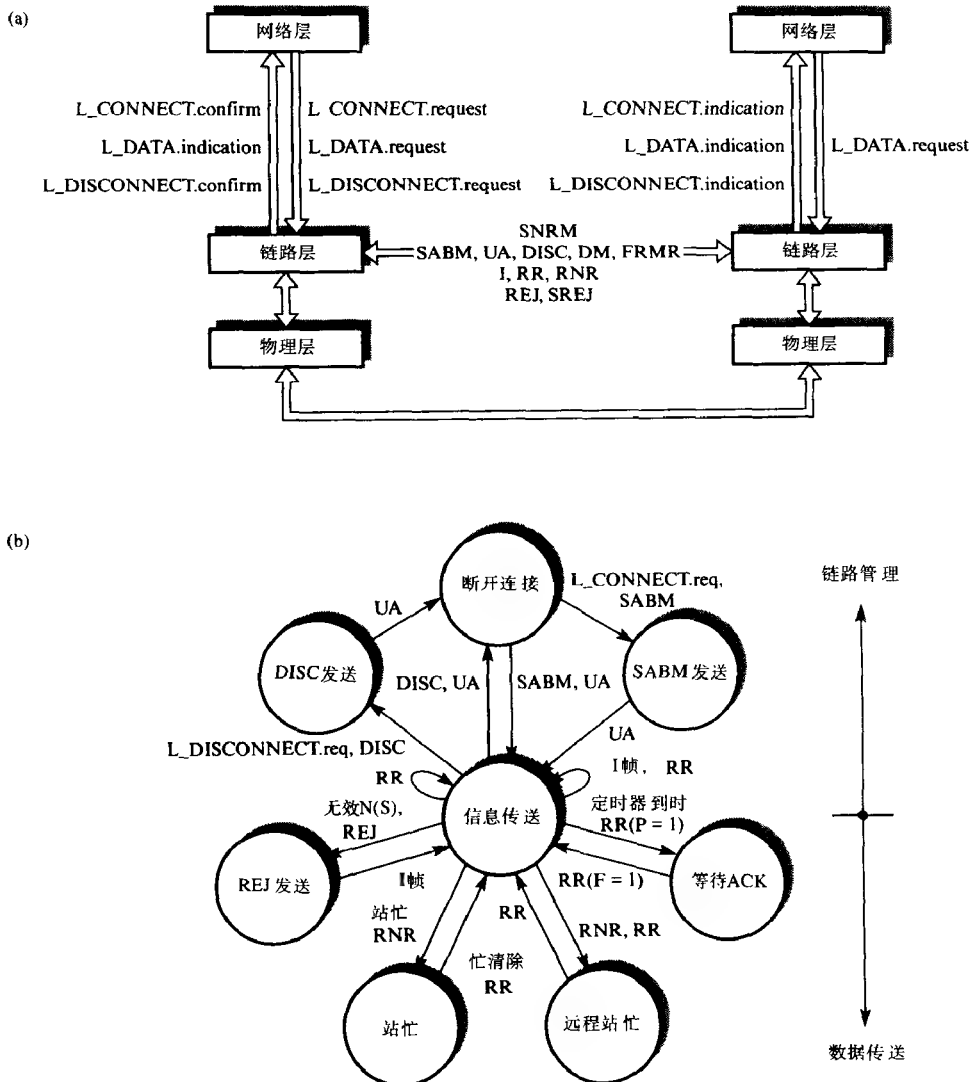 (a)
网络层
网络层
L_CONNECT.confirm
L CONNECT.request
L_CONNECT.indication
L_DATA.indication
L_DATA.request
L_DATA.indication
L_DATA.request
L_DISCONNECT.confirm
L_DISCONNECT.request
L_DISCONNECT.indication
链路层
SNRM
SABM, UA, DISC, DM, FRMR
I, RR, RNR
REJ, SREJ
链路层
物理层
物理层
(b)
断开连接
L_CONNECT.req,
SABM
链路管理
UA
DISC发送
DISC, UA
SABM, UA
SABM发送
L_DISCONNECT.req, DISC
UA
RR
I帧, RR
无效N(S),
REJ
信息传送
定时器到时
RR(P = 1)
REJ发送
I帧
RR(F = 1)
等待ACK
站忙
RNR
RR
RNR, RR
忙清除
RR
站忙
远程站忙
数据传送